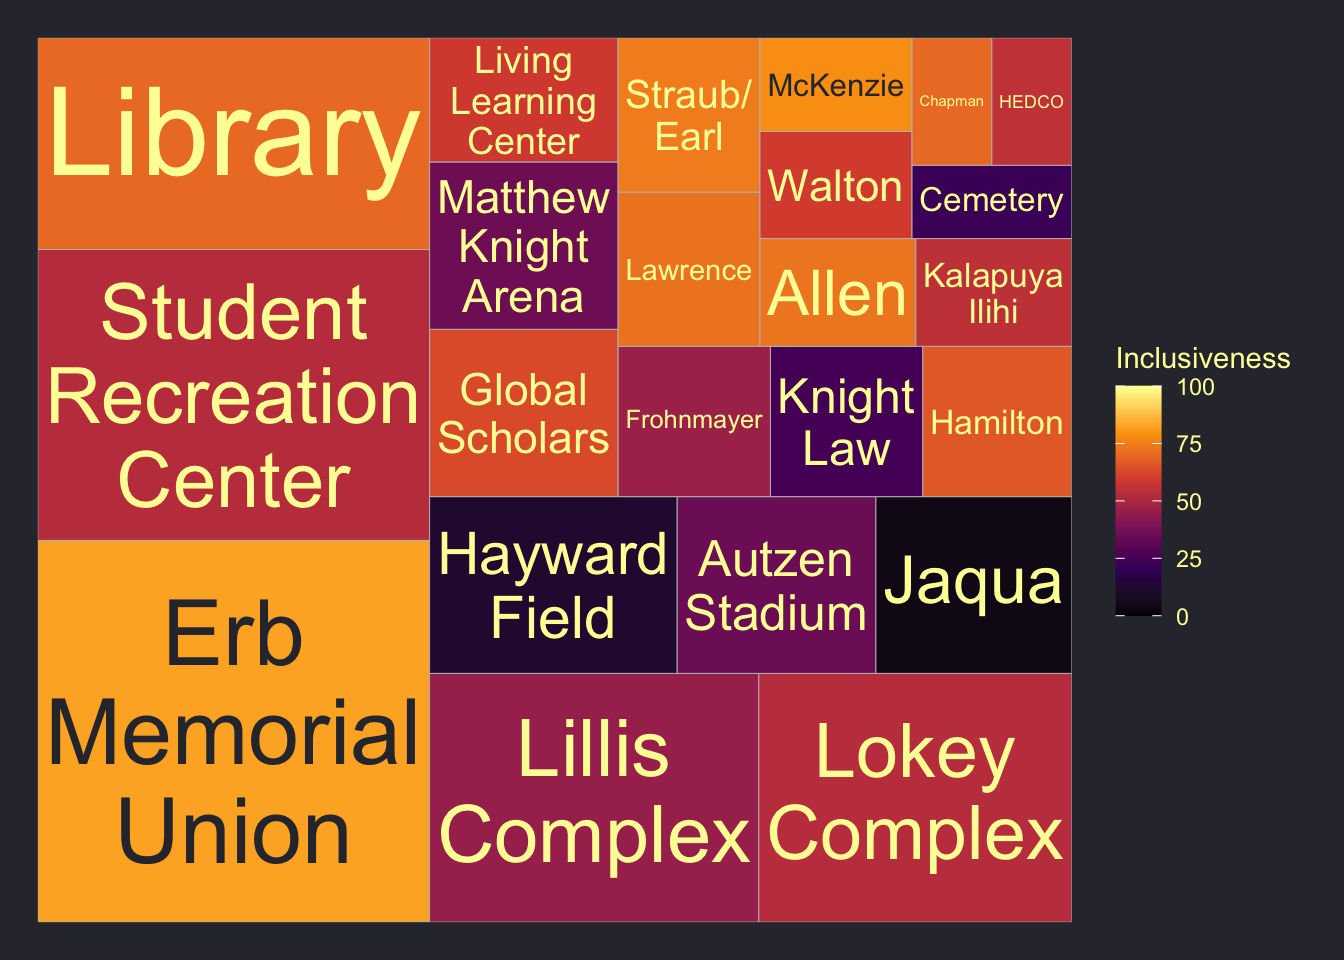 Library
Student
Recreation
Center
Erb
Memorial
Union
Living
Learning
Center
Matthew
Knight
Arena
Global
Scholars
Straub/
Earl
Lawrence
McKenzie
Walton
Allen
Chapman
HEDCO
Cemetery
Kalapuya
Ilihi
Frohnmayer
Knight
Law
Hamilton
Hayward
Field
Autzen
Stadium
Jaqua
Lillis
Complex
Lokey
Complex
Inclusiveness
100
75
50
25
0